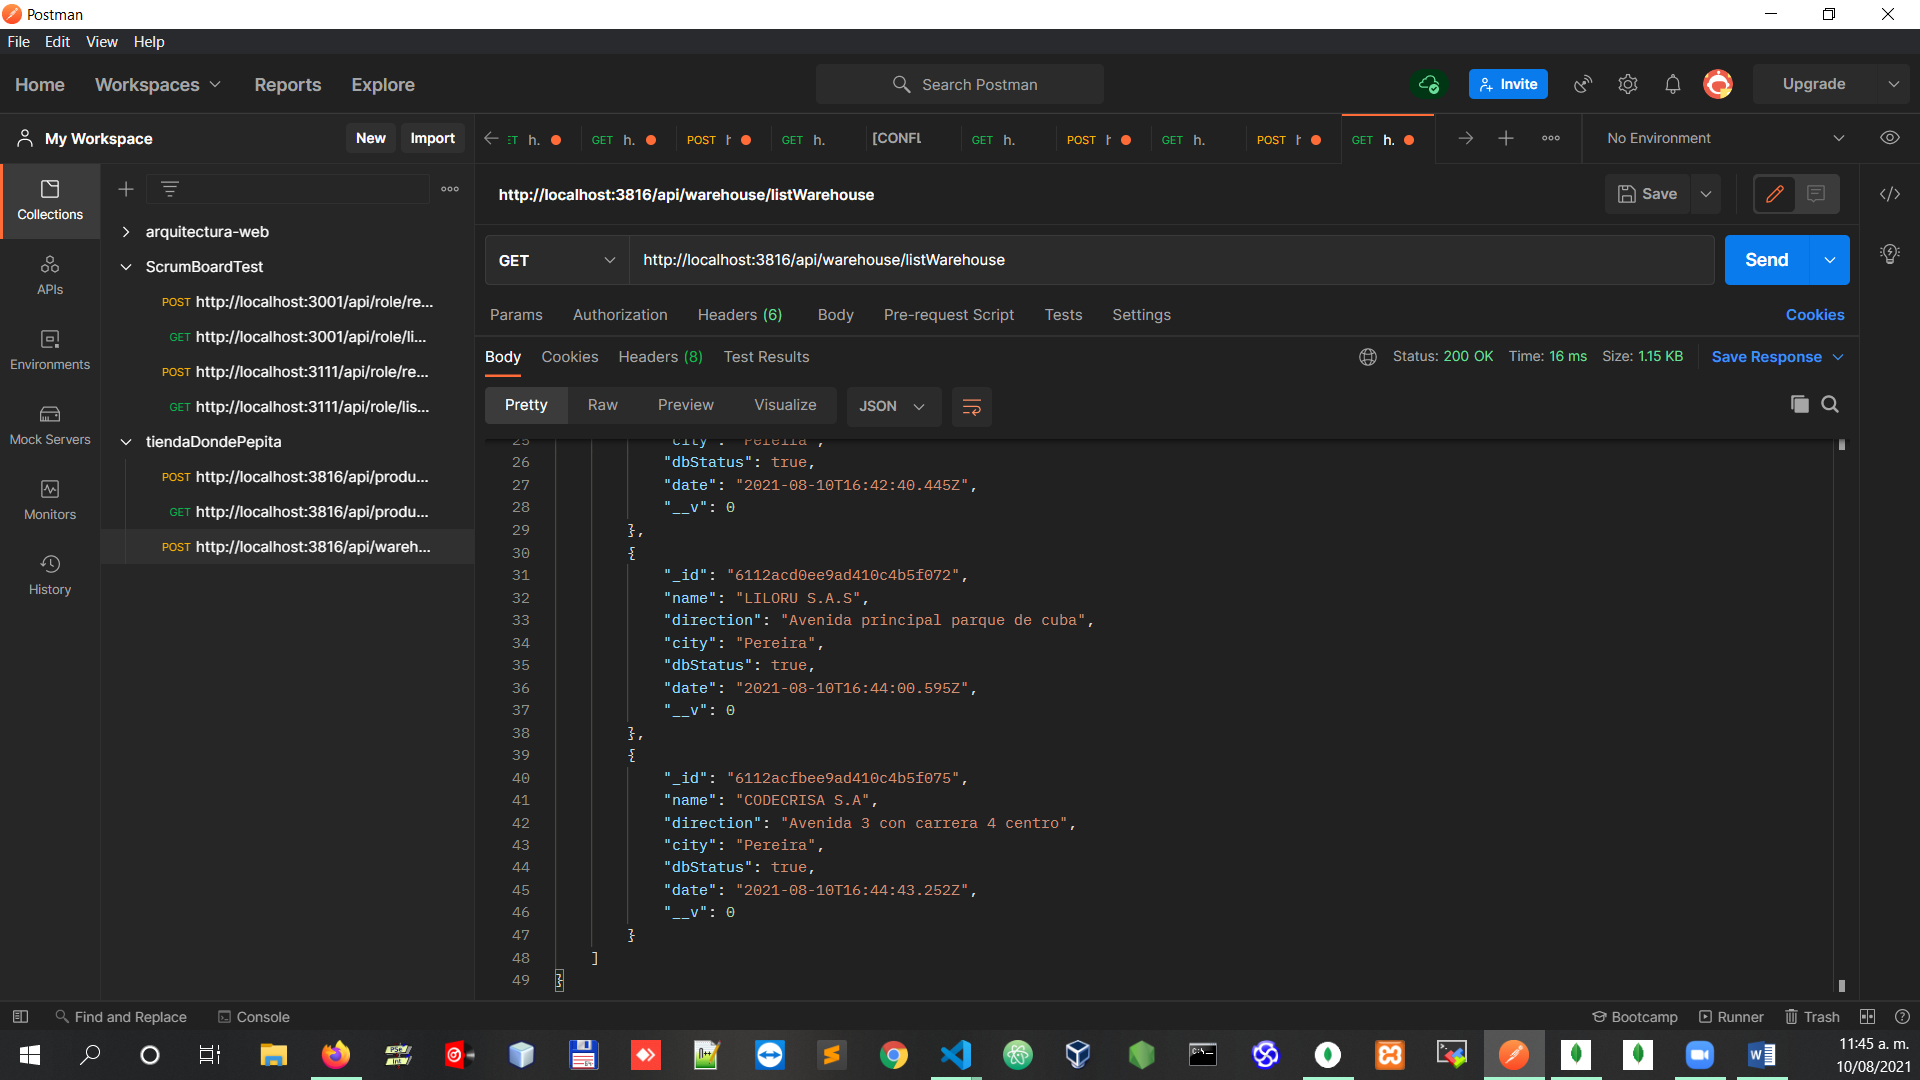 Postman
File Edit View Help
Home Workspaces Reports Explore Search Postman Invite Upgrade
My Workspace New Import
ET h. GET h. POST GET h. [CONFL GET h. POST GET h. POST GET h. No Environment
Collections
APIs
Environments
Mock Servers
Monitors
History
arquitectura-web
ScrumBoardTest
POST http://localhost:3001/api/role/re...
GET http://localhost:3001/api/role/li...
POST http://localhost:3111/api/role/re...
GET http://localhost:3111/api/role/lis...
tiendaDondePepita
POST http://localhost:3816/api/produ...
GET http://localhost:3816/api/produ...
POST http://localhost:3816/api/wareh...
http://localhost:3816/api/warehouse/listWarehouse Save
GET http://localhost:3816/api/warehouse/listWarehouse Send
Params Authorization Headers (6) Body Pre-request Script Tests Settings Cookies
Body Cookies Headers (8) Test Results Status: 200 OK Time: 16 ms Size: 1.15 KB Save Response
Pretty Raw Preview Visualize JSON
25 "city": "Pereira",
26 "dbStatus": true,
27 "date": "2021-08-10T16:42:40.445Z",
28 "__v": 0
29 },
30 {
31 "_id": "6112acd0ee9ad410c4b5f072",
32 "name": "LILORU S.A.S",
33 "direction": "Avenida principal parque de cuba",
34 "city": "Pereira",
35 "dbStatus": true,
36 "date": "2021-08-10T16:44:00.595Z",
37 "__v": 0
38 },
39 {
40 "_id": "6112acfbee9ad410c4b5f075",
41 "name": "CODECRISA S.A",
42 "direction": "Avenida 3 con carrera 4 centro",
43 "city": "Pereira",
44 "dbStatus": true,
45 "date": "2021-08-10T16:44:43.252Z",
46 "__v": 0
47 }
48 ]
49 }
Find and Replace Console Bootcamp Runner Trash
11:45 a. m.
10/08/2021